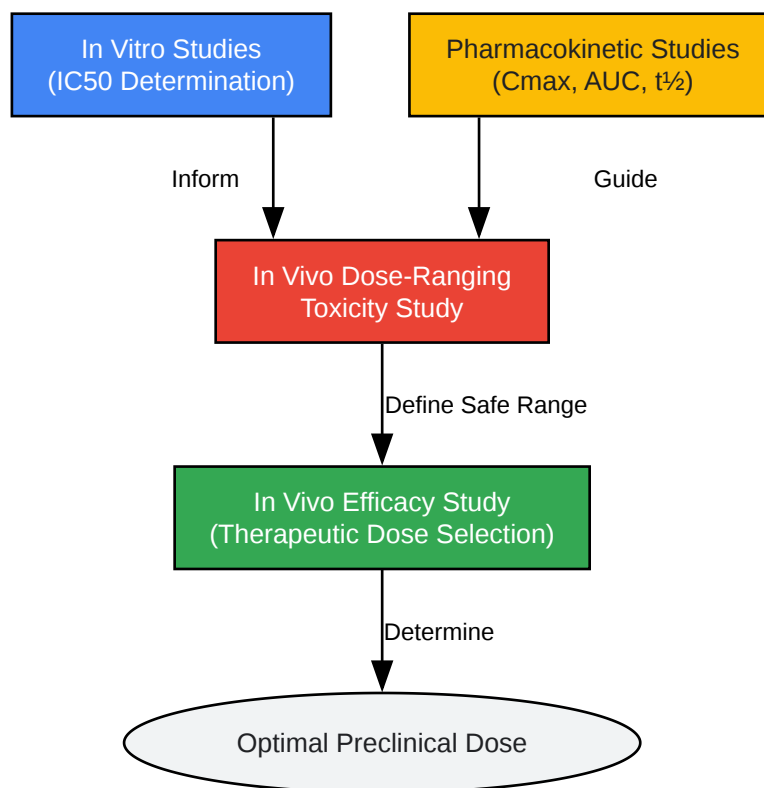 In Vitro Studies
(IC50 Determination)
Pharmacokinetic Studies
(Cmax, AUC, t½)
Inform
Guide
In Vivo Dose-Ranging
Toxicity Study
Define Safe Range
In Vivo Efficacy Study
(Therapeutic Dose Selection)
Determine
Optimal Preclinical Dose